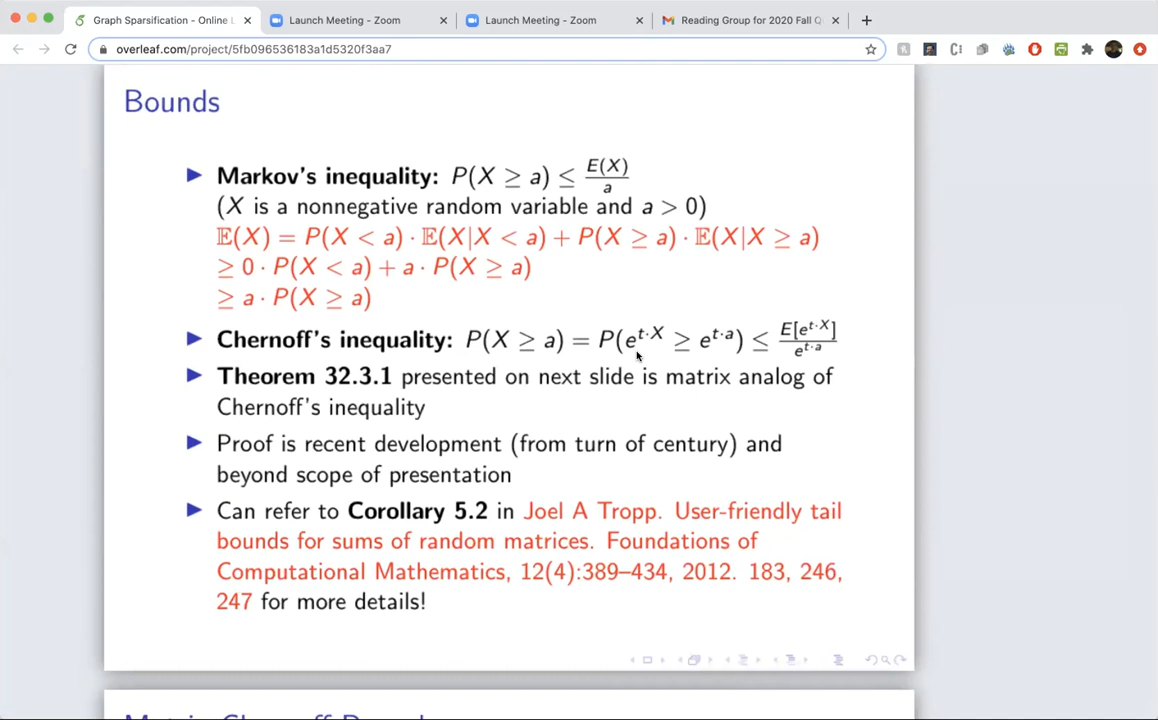 Graph Sparsification - Online L
Launch Meeting - Zoom
Launch Meeting - Zoom
Reading Group for 2020 Fall Q
overleaf.com/project/5fb096536183a1d5320f3aa7
Bounds
Markov's inequality: P(X ≥ a) ≤ E(X)/a
(X is a nonnegative random variable and a > 0)
𝔼(X) = P(X < a) · 𝔼(X|X < a) + P(X ≥ a) · 𝔼(X|X ≥ a)
≥ 0 · P(X < a) + a · P(X ≥ a)
≥ a · P(X ≥ a)
Chernoff's inequality: P(X ≥ a) = P(e^{t·X} ≥ e^{t·a}) ≤ E[e^{t·X}]/e^{t·a}
Theorem 32.3.1 presented on next slide is matrix analog of
Chernoff's inequality
Proof is recent development (from turn of century) and
beyond scope of presentation
Can refer to Corollary 5.2 in Joel A Tropp. User-friendly tail
bounds for sums of random matrices. Foundations of
Computational Mathematics, 12(4):389–434, 2012. 183, 246,
247 for more details!